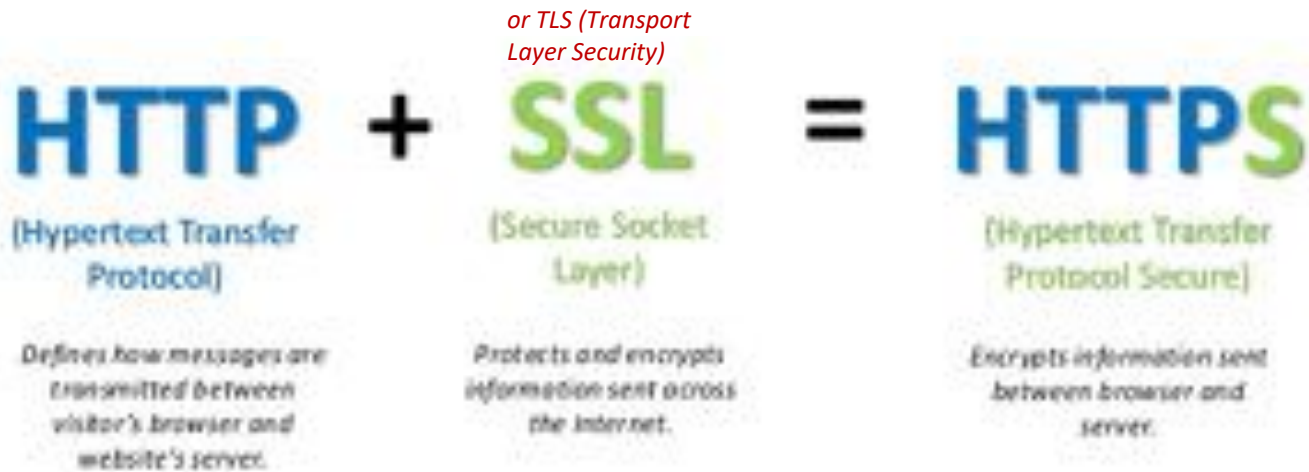 or TLS (Transport
Layer Security)
HTTP + SSL = HTTPS
(Hypertext Transfer
Protocol)
(Secure Socket
Layer)
(Hypertext Transfer
Protocol Secure)
Defines how messages are
transmitted between
visitor's browser and
website's server.
Protects and encrypts
information sent across
the Internet.
Encrypts information sent
between browser and
server.